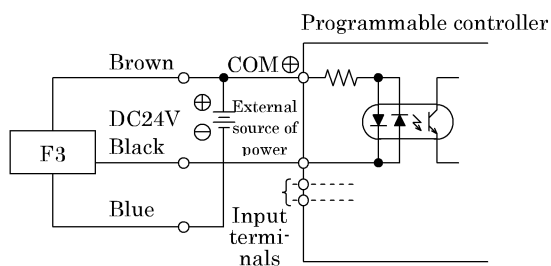 Programmable controller
Brown
COM⊕
⊕
DC24V
⊖
External
source of
power
F3
Black
Blue
Input
termi-
nals